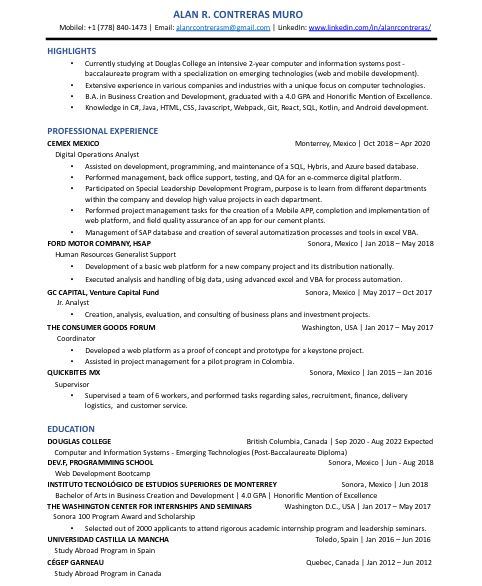 ALAN R. CONTRERAS MURO
Mobilel: +1 (778) 840-1473 | Email: alanrcontrerasm@gmail.com | LinkedIn: www.linkedin.com/in/alanrcontreras/
HIGHLIGHTS
• Currently studying at Douglas College an intensive 2-year computer and information systems post - 
baccalaureate program with a specialization on emerging technologies (web and mobile development).
• Extensive experience in various companies and industries with a unique focus on computer technologies.
• B.A. in Business Creation and Development, graduated with a 4.0 GPA and Honorific Mention of Excellence.
• Knowledge in C#, Java, HTML, CSS, Javascript, Webpack, Git, React, SQL, Kotlin, and Android development.
PROFESSIONAL EXPERIENCE
CEMEX MEXICO Monterrey, Mexico | Oct 2018 – Apr 2020
Digital Operations Analyst
• Assisted on development, programming, and maintenance of a SQL, Hybris, and Azure based database.
• Performed management, back office support, testing, and QA for an e-commerce digital platform.
• Participated on Special Leadership Development Program, purpose is to learn from different departments
within the company and develop high value projects in each department.
• Performed project management tasks for the creation of a Mobile APP, completion and implementation of
web platform, and field quality assurance of an app for our cement plants.
• Management of SAP database and creation of several automatization processes and tools in excel VBA.
FORD MOTOR COMPANY, HSAP Sonora, Mexico | Jan 2018 – May 2018
Human Resources Generalist Support
• Development of a basic web platform for a new company project and its distribution nationally.
• Executed analysis and handling of big data, using advanced excel and VBA for process automation.
GC CAPITAL, Venture Capital Fund Sonora, Mexico | May 2017 – Oct 2017
Jr. Analyst
• Creation, analysis, evaluation, and consulting of business plans and investment projects.
THE CONSUMER GOODS FORUM Washington, USA | Jan 2017 – May 2017
Coordinator
• Developed a web platform as a proof of concept and prototype for a keystone project.
• Assisted in project management for a pilot program in Colombia.
QUICKBITES MX Sonora, Mexico | Jan 2015 – Jan 2016
Supervisor
• Supervised a team of 6 workers, and performed tasks regarding sales, recruitment, finance, delivery
logistics, and customer service.
EDUCATION
DOUGLAS COLLEGE British Columbia, Canada | Sep 2020 - Aug 2022 Expected
Computer and Information Systems - Emerging Technologies (Post-Baccalaureate Diploma)
DEV.F, PROGRAMMING SCHOOL Sonora, Mexico | Jun - Aug 2018
Web Development Bootcamp
INSTITUTO TECNOLÓGICO DE ESTUDIOS SUPERIORES DE MONTERREY Sonora, Mexico | Jun 2018
Bachelor of Arts in Business Creation and Development | 4.0 GPA | Honorific Mention of Excellence
THE WASHINGTON CENTER FOR INTERNSHIPS AND SEMINARS Washington D.C., USA | Jan 2017 – May 2017
Sonora 100 Program Award and Scholarship
• Selected out of 2000 applicants to attend rigorous academic internship program and leadership seminars.
UNIVERSIDAD CASTILLA LA MANCHA Toledo, Spain | Jan 2016 – Jun 2016
Study Abroad Program in Spain
CÉGEP GARNEAU Quebec, Canada | Jan 2012 – Jun 2012
Study Abroad Program in Canada